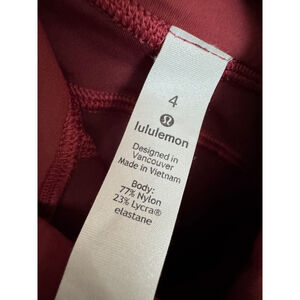 4
lululemon
Designed in
Vancouver
Made in Vietnam
Body:
77% Nylon
23% Lycra®
elastane